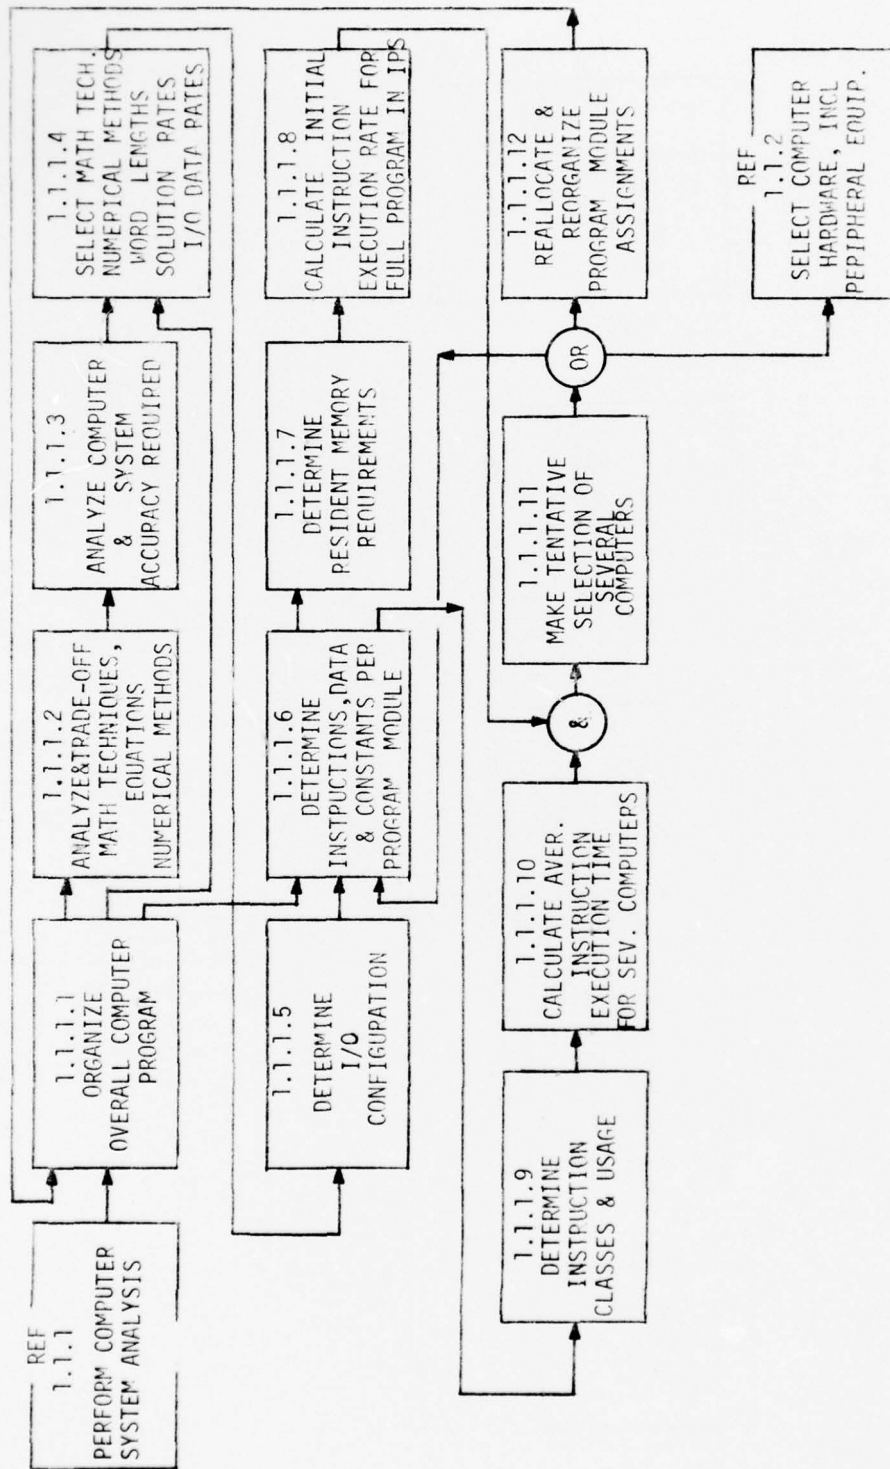 REF
1.1.1
PERFORM COMPUTER
SYSTEM ANALYSIS
1.1.1.1
ORGANIZE
OVERALL COMPUTER
PROGRAM
1.1.1.2
ANALYZE&TRADE-OFF
MATH TECHNIQUES,
EQUATIONS
NUMERICAL METHODS
1.1.1.3
ANALYZE COMPUTER
&
SYSTEM
ACCURACY REQUIRED
1.1.1.4
SELECT MATH TECH.
NUMERICAL METHODS
WORD LENGTHS
SOLUTION RATES
I/O DATA PATES
1.1.1.5
DETERMINE
I/O
CONFIGUPATION
1.1.1.6
DETERMINE
INSTPUCTIONS,DATA
& CONSTANTS PER
PROGRAM MODULE
1.1.1.7
DETERMINE
RESIDENT MEMORY
REQUIREMENTS
1.1.1.8
CALCULATE INITIAL
INSTRUCTION
EXECUTION RATE FOR
FULL PROGRAM IN IPS
1.1.1.9
DETERMINE
INSTPUCTION
CLASSES & USAGE
1.1.1.10
CALCULATE AVER.
INSTRUCTION
EXECUTION TIME
FOR SEV. COMPUTERS
&
1.1.1.11
MAKE TENTATIVE
SELECTION OF
SEVERAL
COMPUTERS
OR
1.1.1.12
REALLOCATE &
REORGANIZE
PROGRAM MODULE
ASSIGNMENTS
REF
1.1.2
SELECT COMPUTER
HARDWARE, INCL
PEPIPHERAL EQUIP.